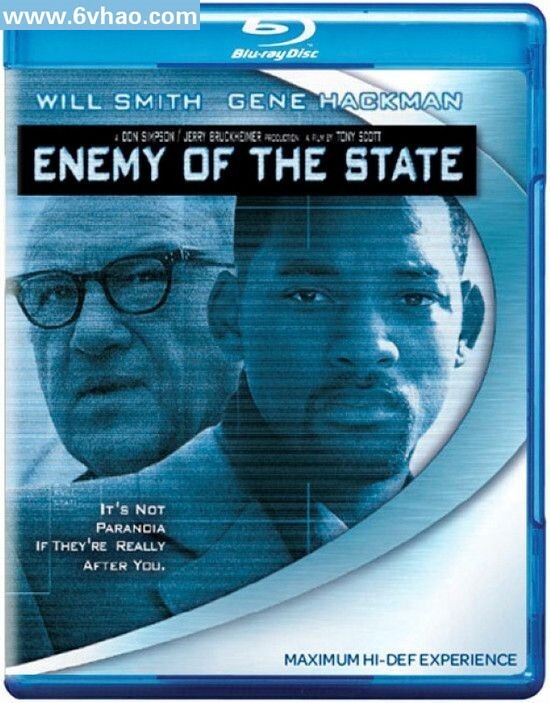 www.6vhao.com
Blu-ray Disc
WILL SMITH GENE HACKMAN
A DON SIMPSON / JERRY BRUCKHEIMER PRODUCTION A FILM BY TONY SCOTT
ENEMY OF THE STATE
IT'S NOT
PARANOIA
IF THEY'RE REALLY
AFTER YOU.
MAXIMUM HI-DEF EXPERIENCE